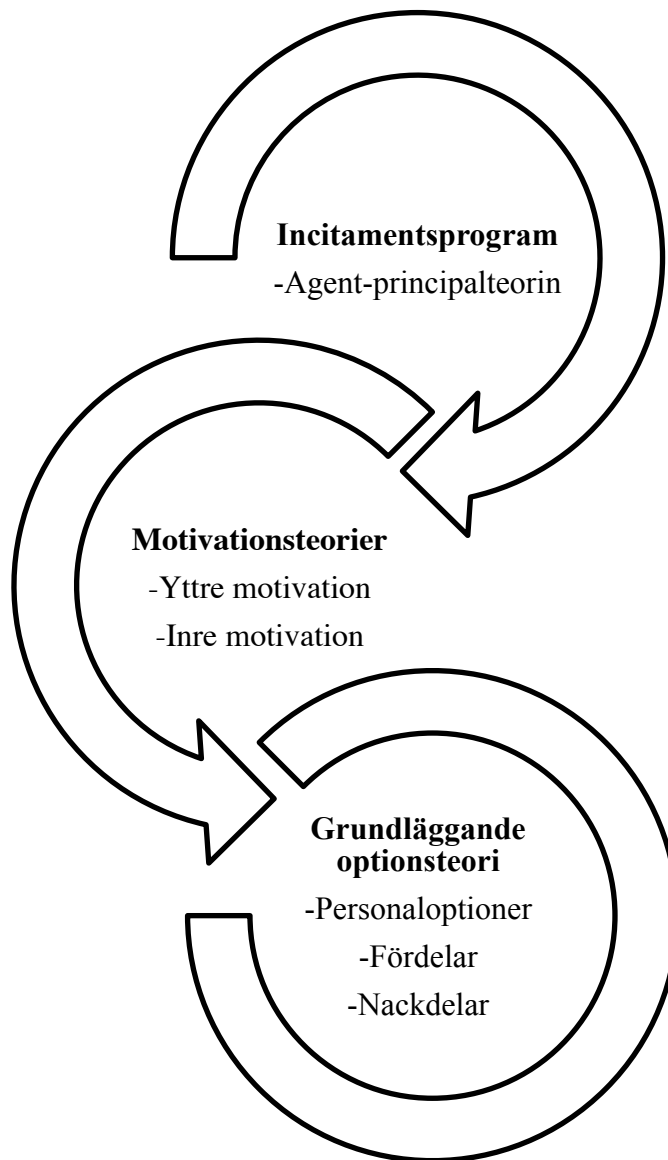 Incitamentsprogram
-Agent-principalteorin
Motivationsteorier
-Yttre motivation
-Inre motivation
Grundläggande
optionsteori
-Personaloptioner
-Fördelar
-Nackdelar